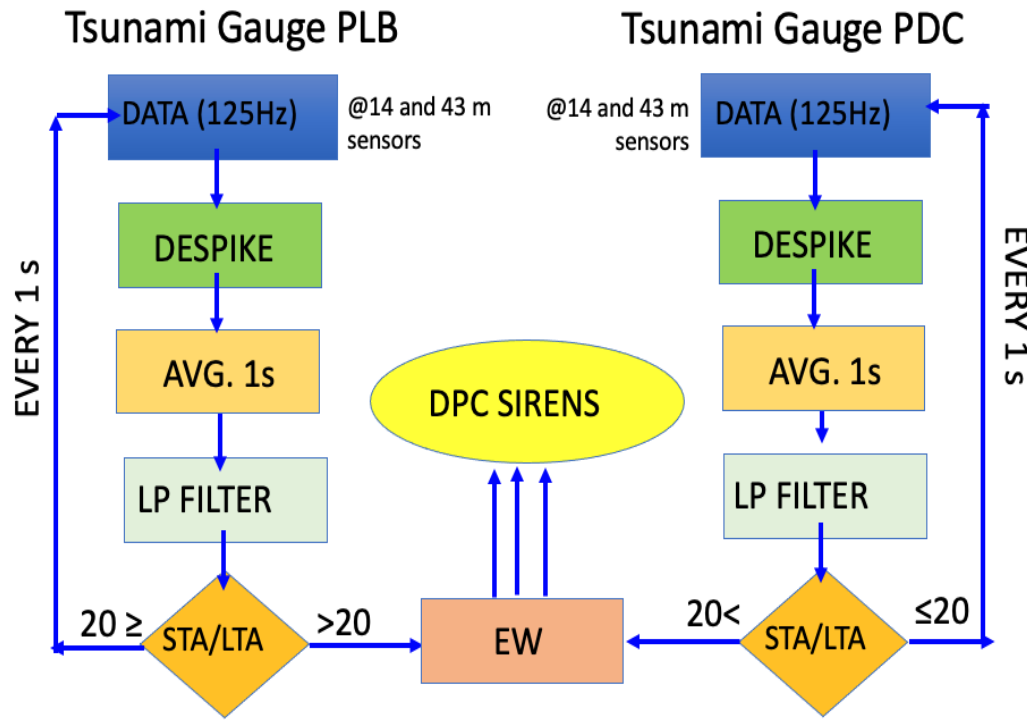 Tsunami Gauge PLB
Tsunami Gauge PDC
DATA (125Hz)
@14 and 43 m
sensors
@14 and 43 m
sensors
DATA (125Hz)
DESPIKE
DESPIKE
EVERY 1 s
EVERY 1 s
AVG. 1s
AVG. 1s
DPC SIRENS
LP FILTER
LP FILTER
20 ≥
STA/LTA
>20
EW
20<
STA/LTA
≤20